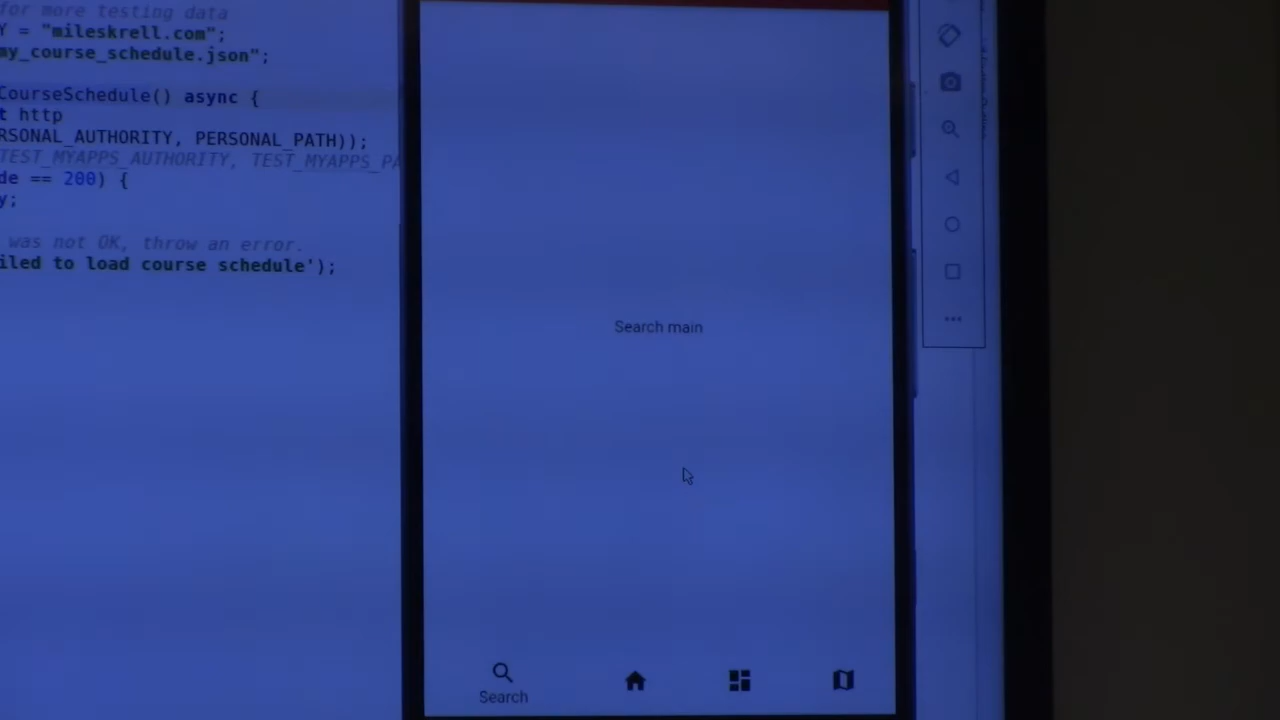 for more testing data
Y = "mileskrell.com";
my_course_schedule.json";
CourseSchedule() async {
t http
RSONAL_AUTHORITY, PERSONAL_PATH));
TEST_MYAPPS_AUTHORITY, TEST_MYAPPS_PA
de == 200) {
y;
was not OK, throw an error.
iled to load course schedule');
Search main
Search